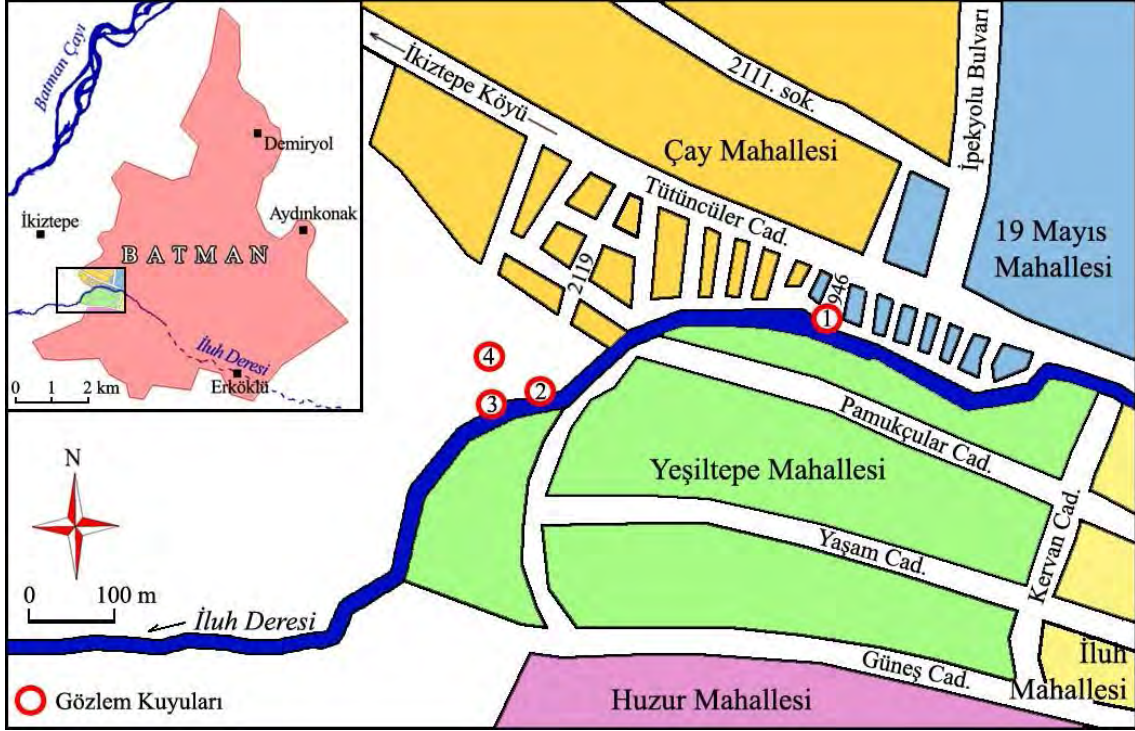 Batman Çayı
Demiryol
İkiztepe
Aydınkonak
BATMAN
İluh Deresi
Erköklü
0 1 2 km
İkiztepe Köyü
2111. sok.
İpekyolu Bulvarı
Çay Mahallesi
Tütüncüler Cad.
19 Mayıs
Mahallesi
2119
946
1
4
2
3
Pamukçular Cad.
Yeşiltepe Mahallesi
Yaşam Cad.
Kervan Cad.
N
0 100 m
İluh Deresi
Güneş Cad.
İluh
Mahallesi
Huzur Mahallesi
Gözlem Kuyuları